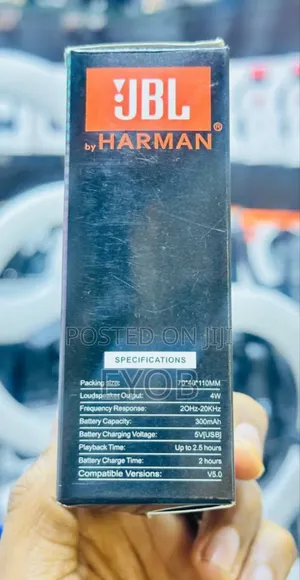 JBL
by HARMAN®
POSTED ON JIJI
EYOB
SPECIFICATIONS
Packing size: 70*40*110MM
Loudspeaker Output: 4W
Frequency Response: 20Hz-20KHz
Battery Capacity: 300mAh
Battery Charging Voltage: 5V[USB]
Playback Time: Up to 2.5 hours
Battery Charge Time: 2 hours
Compatible Versions: V5.0